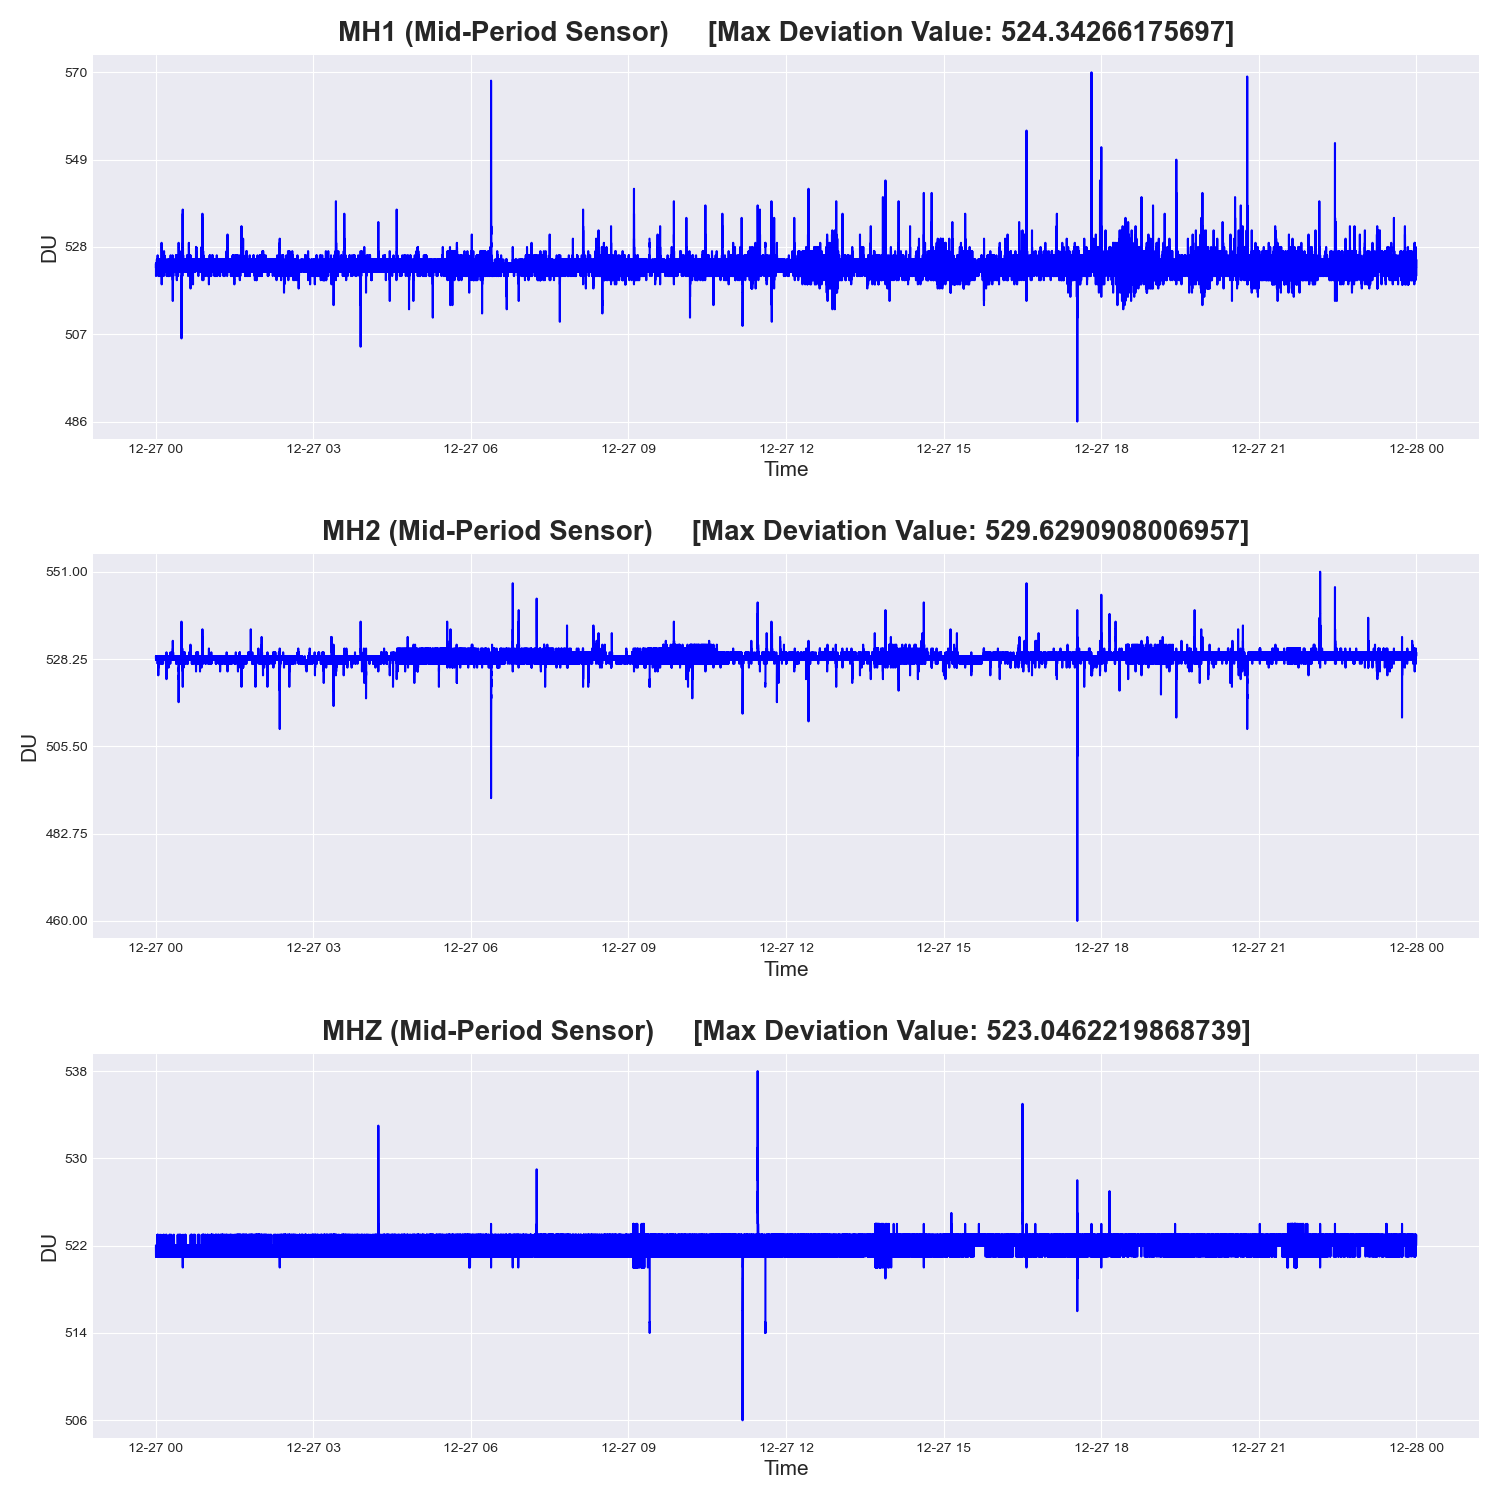 MH1 (Mid-Period Sensor) [Max Deviation Value: 524.34266175697]
570
549
528
507
486
DU
12-27 00 12-27 03 12-27 06 12-27 09 12-27 12 12-27 15 12-27 18 12-27 21 12-28 00
Time
MH2 (Mid-Period Sensor) [Max Deviation Value: 529.6290908006957]
551.00
528.25
505.50
482.75
460.00
DU
12-27 00 12-27 03 12-27 06 12-27 09 12-27 12 12-27 15 12-27 18 12-27 21 12-28 00
Time
MHZ (Mid-Period Sensor) [Max Deviation Value: 523.0462219868739]
538
530
522
514
506
DU
12-27 00 12-27 03 12-27 06 12-27 09 12-27 12 12-27 15 12-27 18 12-27 21 12-28 00
Time